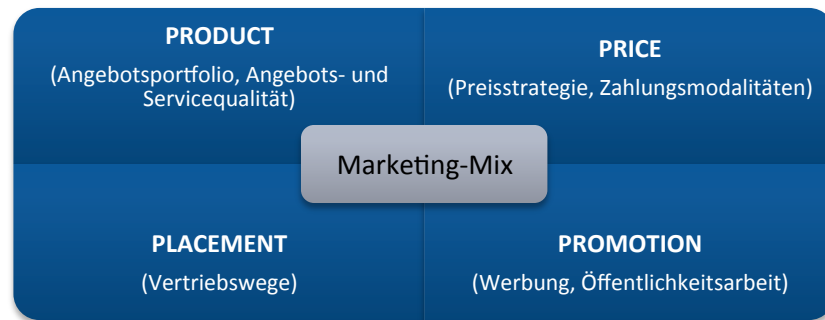 PRODUCT
(Angebotsportfolio, Angebots- und
Servicequalität)
PRICE
(Preisstrategie, Zahlungsmodalitäten)
Marketing-Mix
PLACEMENT
(Vertriebswege)
PROMOTION
(Werbung, Öffentlichkeitsarbeit)